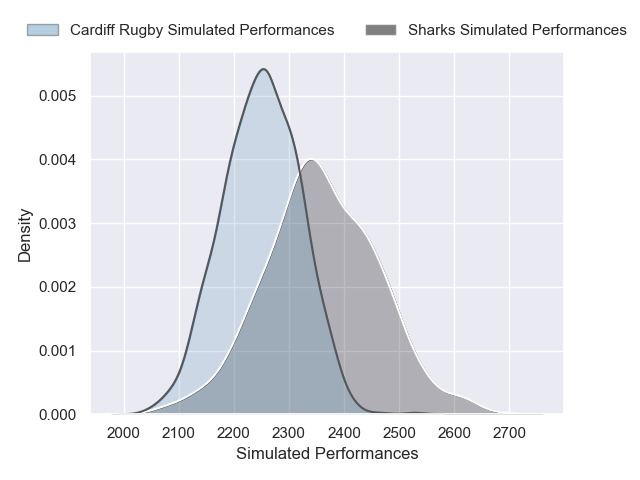 Cardiff Rugby Simulated Performances
Sharks Simulated Performances
0.005
0.004
0.003
0.002
0.001
0.000
Density
2000 2100 2200 2300 2400 2500 2600 2700
Simulated Performances